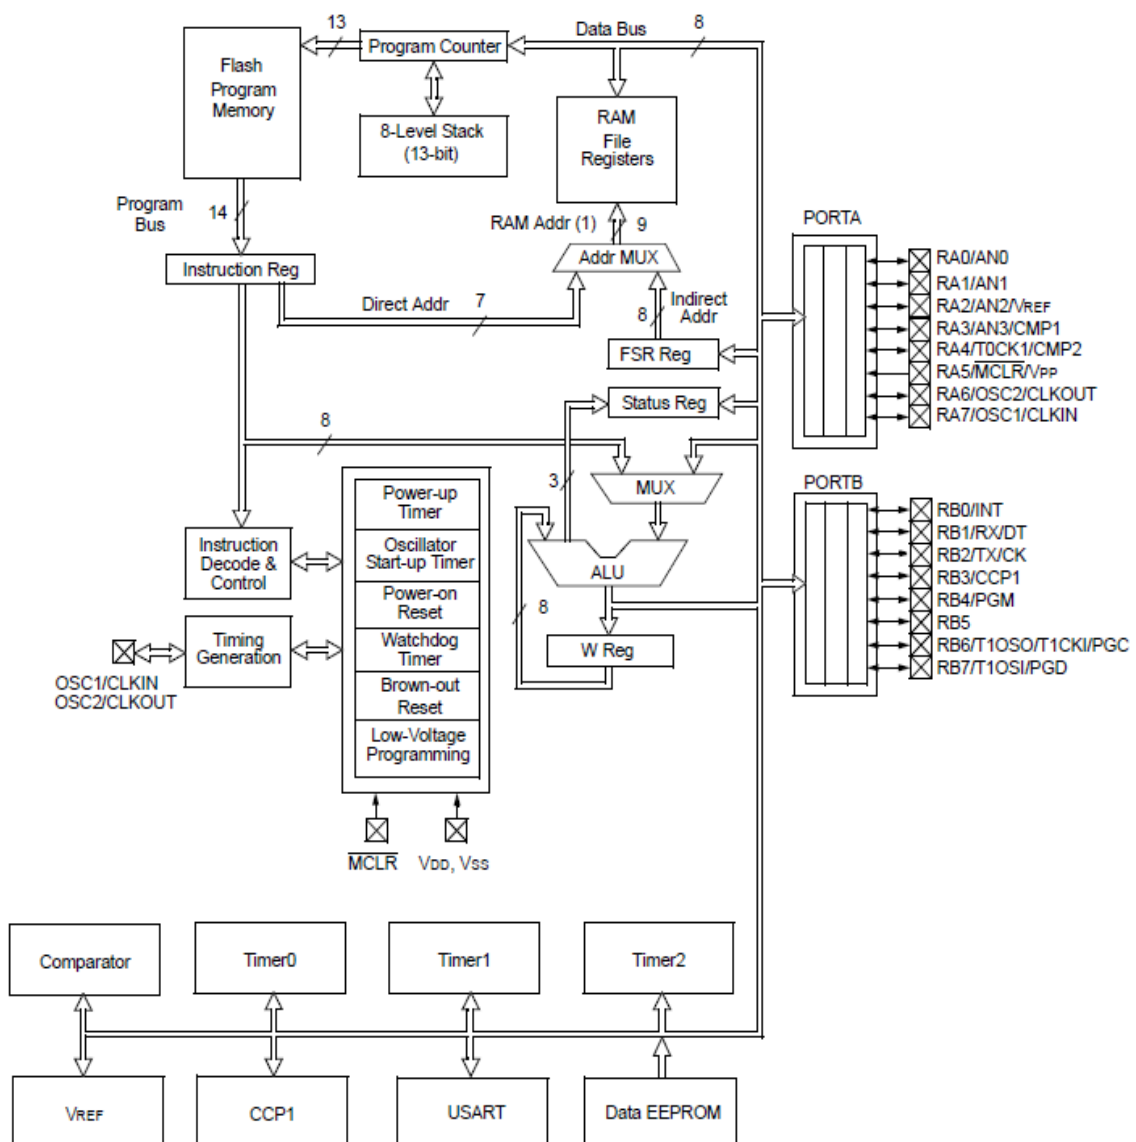 13
Data Bus
8
Flash
Program
Memory
Program Counter
8-Level Stack
(13-bit)
RAM
File
Registers
Program
Bus
14
RAM Addr (1)
9
PORTA
Instruction Reg
Addr MUX
Direct Addr
7
8
Indirect
Addr
FSR Reg
Status Reg
RA0/AN0
RA1/AN1
RA2/AN2/VREF
RA3/AN3/CMP1
RA4/T0CK1/CMP2
RA5/MCLR/VPP
RA6/OSC2/CLKOUT
RA7/OSC1/CLKIN
8
3
MUX
PORTB
Power-up
Timer
Oscillator
Start-up Timer
Power-on
Reset
Watchdog
Timer
Brown-out
Reset
Low-Voltage
Programming
Instruction
Decode &
Control
Timing
Generation
OSC1/CLKIN
OSC2/CLKOUT
ALU
8
W Reg
RB0/INT
RB1/RX/DT
RB2/TX/CK
RB3/CCP1
RB4/PGM
RB5
RB6/T1OSO/T1CKI/PGC
RB7/T1OSI/PGD
MCLR
VDD, VSS
Comparator
Timer0
Timer1
Timer2
VREF
CCP1
USART
Data EEPROM